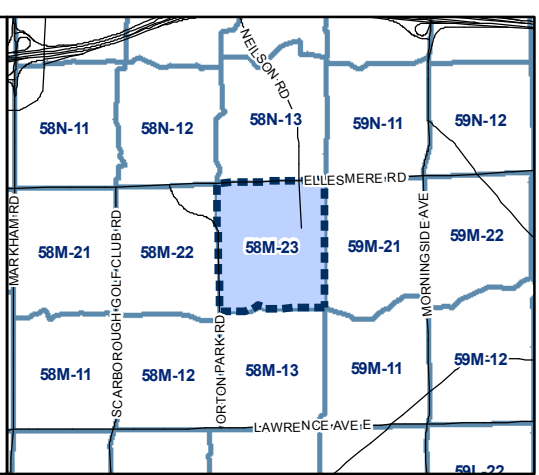 NEILSON RD
58N-11
58N-12
58N-13
59N-11
59N-12
ELLESMERE RD
MARKHAM RD
SCARBOROUGH GOLF CLUB RD
MORNINGSIDE AVE
58M-21
58M-22
58M-23
59M-21
59M-22
ORTON PARK RD
58M-11
58M-12
58M-13
59M-11
59M-12
LAWRENCE AVE E
59L-22